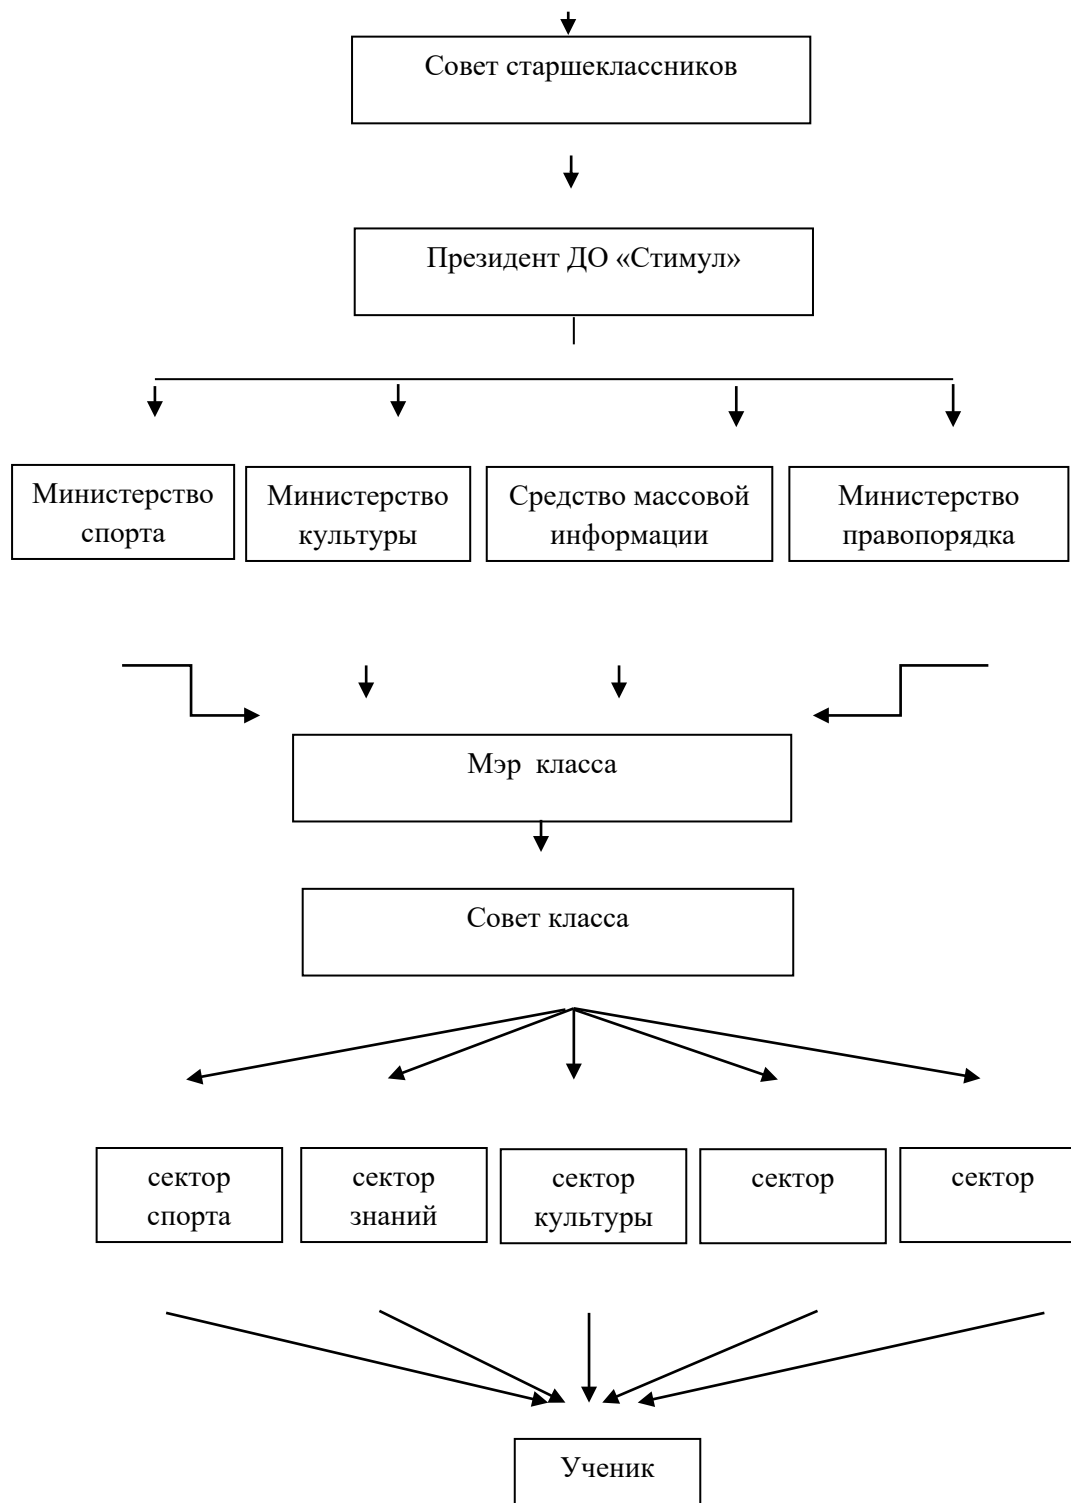 Совет старшеклассников
Президент ДО «Стимул»
Министерство
спорта
Министерство
культуры
Средство массовой
информации
Министерство
правопорядка
Мэр класса
Совет класса
сектор
спорта
сектор
знаний
сектор
культуры
сектор
сектор
Ученик